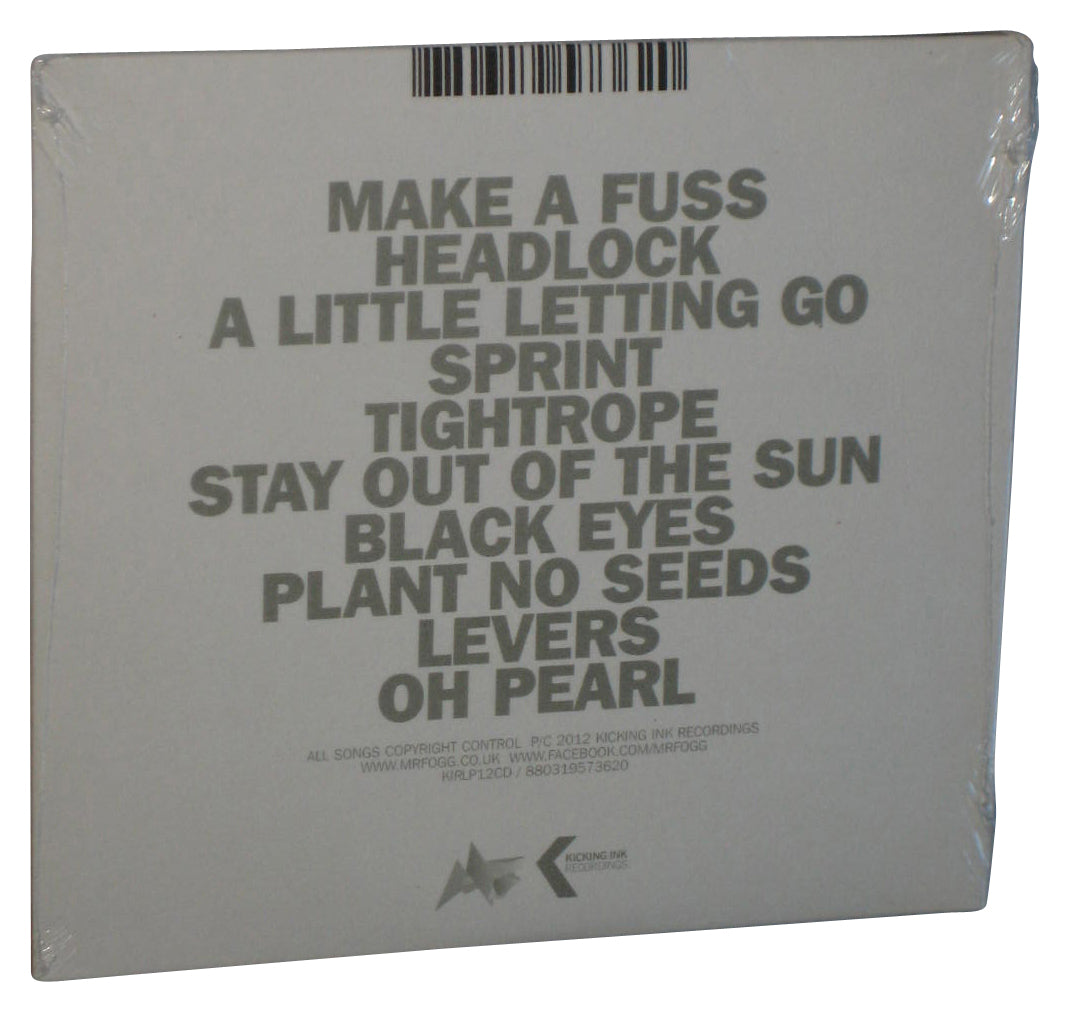 MAKE A FUSS
HEADLOCK
A LITTLE LETTING GO
SPRINT
TIGHTROPE
STAY OUT OF THE SUN
BLACK EYES
PLANT NO SEEDS
LEVERS
OH PEARL
ALL SONGS COPYRIGHT CONTROL P/C 2012 KICKING INK RECORDINGS
WWW.MRFOGG.CO.UK WWW.FACEBOOK.COM/MRFOGG
KIRLP12CD / 880319573620
KICKING INK
RECORDINGS